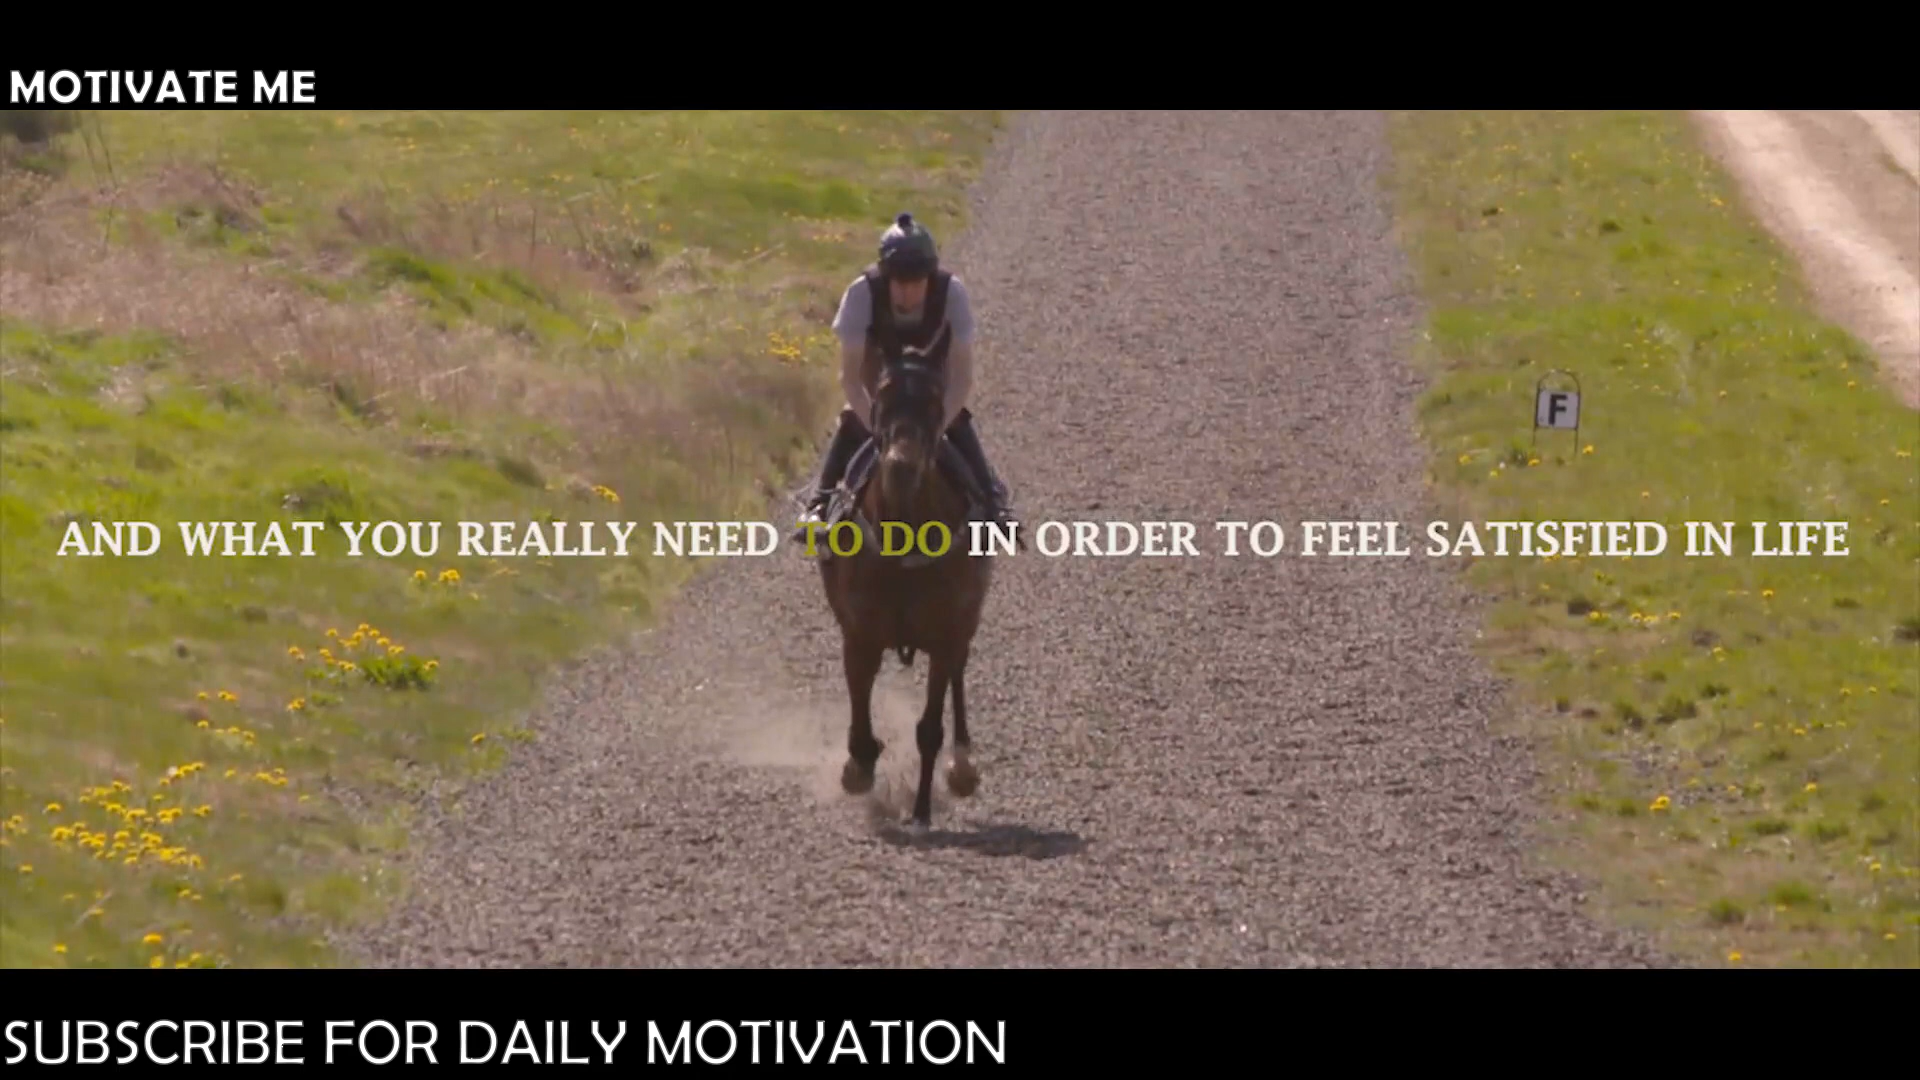 MOTIVATE ME
F
AND WHAT YOU REALLY NEED TO DO IN ORDER TO FEEL SATISFIED IN LIFE
SUBSCRIBE FOR DAILY MOTIVATION